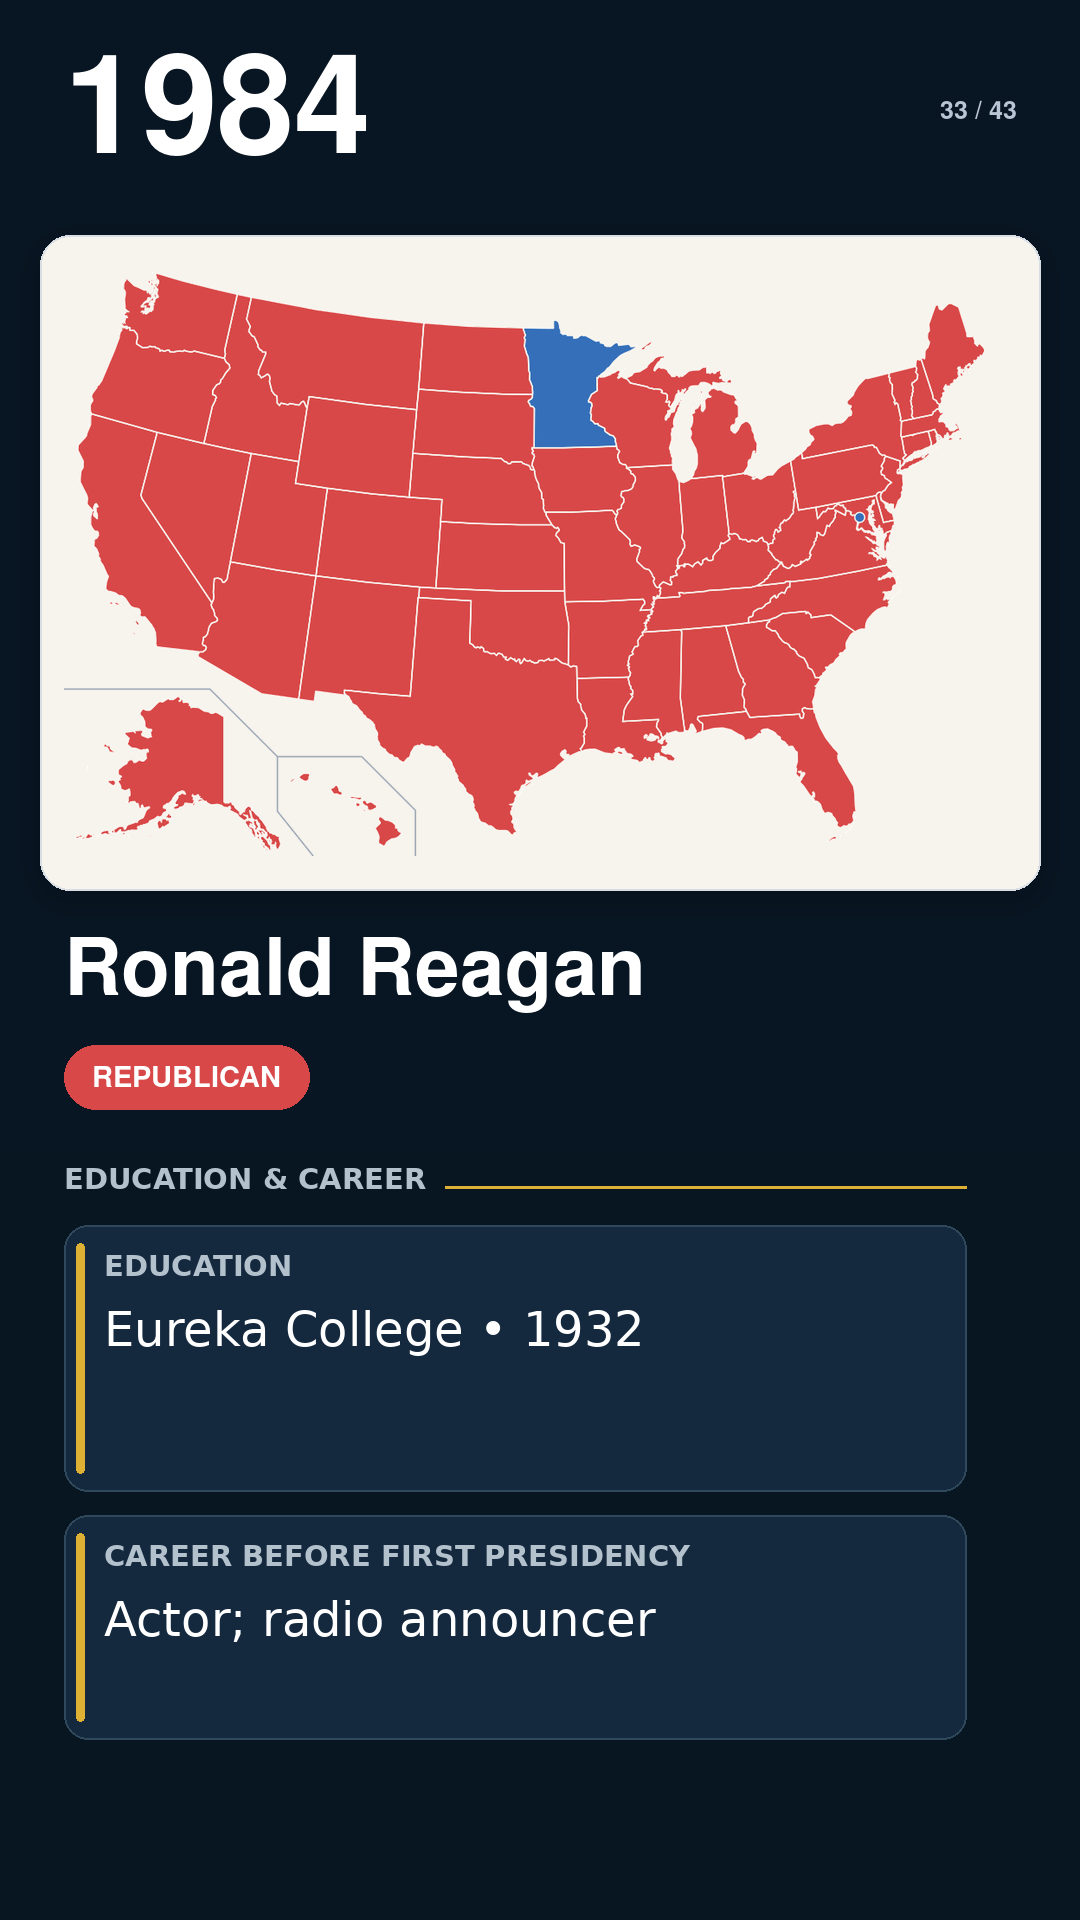 1984
33 / 43
Ronald Reagan
REPUBLICAN
EDUCATION & CAREER
EDUCATION
Eureka College • 1932
CAREER BEFORE FIRST PRESIDENCY
Actor; radio announcer